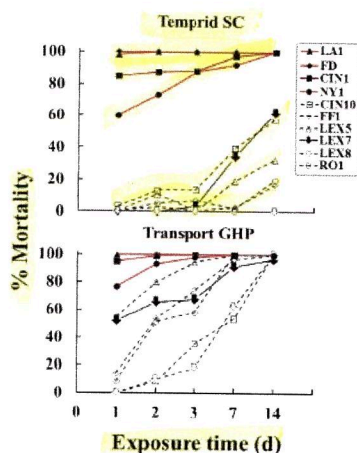 Temprid SC
100
80
60
40
20
0
LA1
FD
CIN1
NY1
CIN10
FF1
LEX5
LEX7
LEX8
RO1
% Mortality
Transport GHP
100
80
60
40
20
0
0 1 2 3 7 14
Exposure time (d)